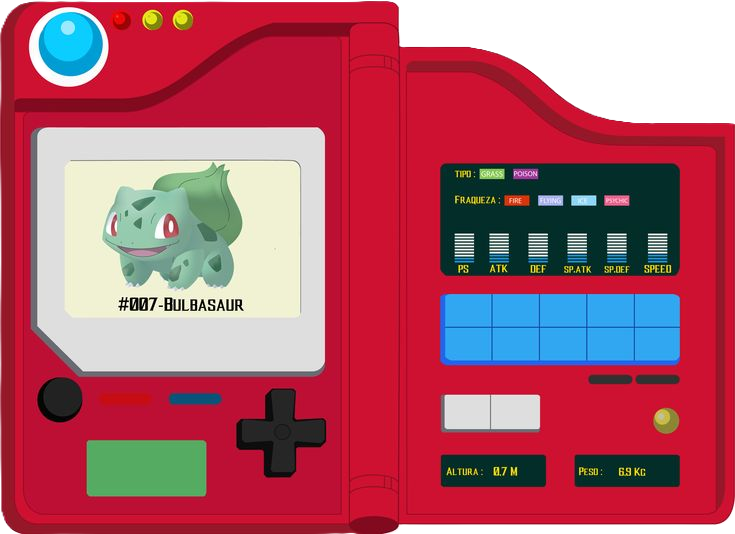 #007-Bulbasaur
Tipo: GRASS POISON
Fraqueza: FIRE FLYING ICE PSYCHIC
PS ATK DEF SP.ATK SP.DEF SPEED
Altura: 0.7 M
Peso: 6.9 Kg